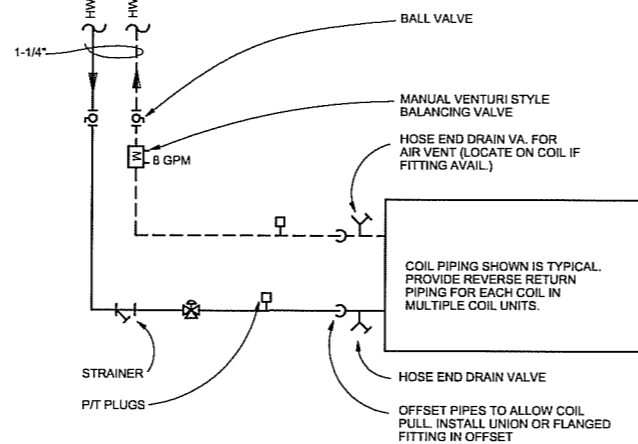 HW
HW
BALL VALVE
1-1/4"
MANUAL VENTURI STYLE
BALANCING VALVE
M
8 GPM
HOSE END DRAIN VA. FOR
AIR VENT (LOCATE ON COIL IF
FITTING AVAIL.)
COIL PIPING SHOWN IS TYPICAL.
PROVIDE REVERSE RETURN
PIPING FOR EACH COIL IN
MULTIPLE COIL UNITS.
STRAINER
HOSE END DRAIN VALVE
P/T PLUGS
OFFSET PIPES TO ALLOW COIL
PULL. INSTALL UNION OR FLANGED
FITTING IN OFFSET